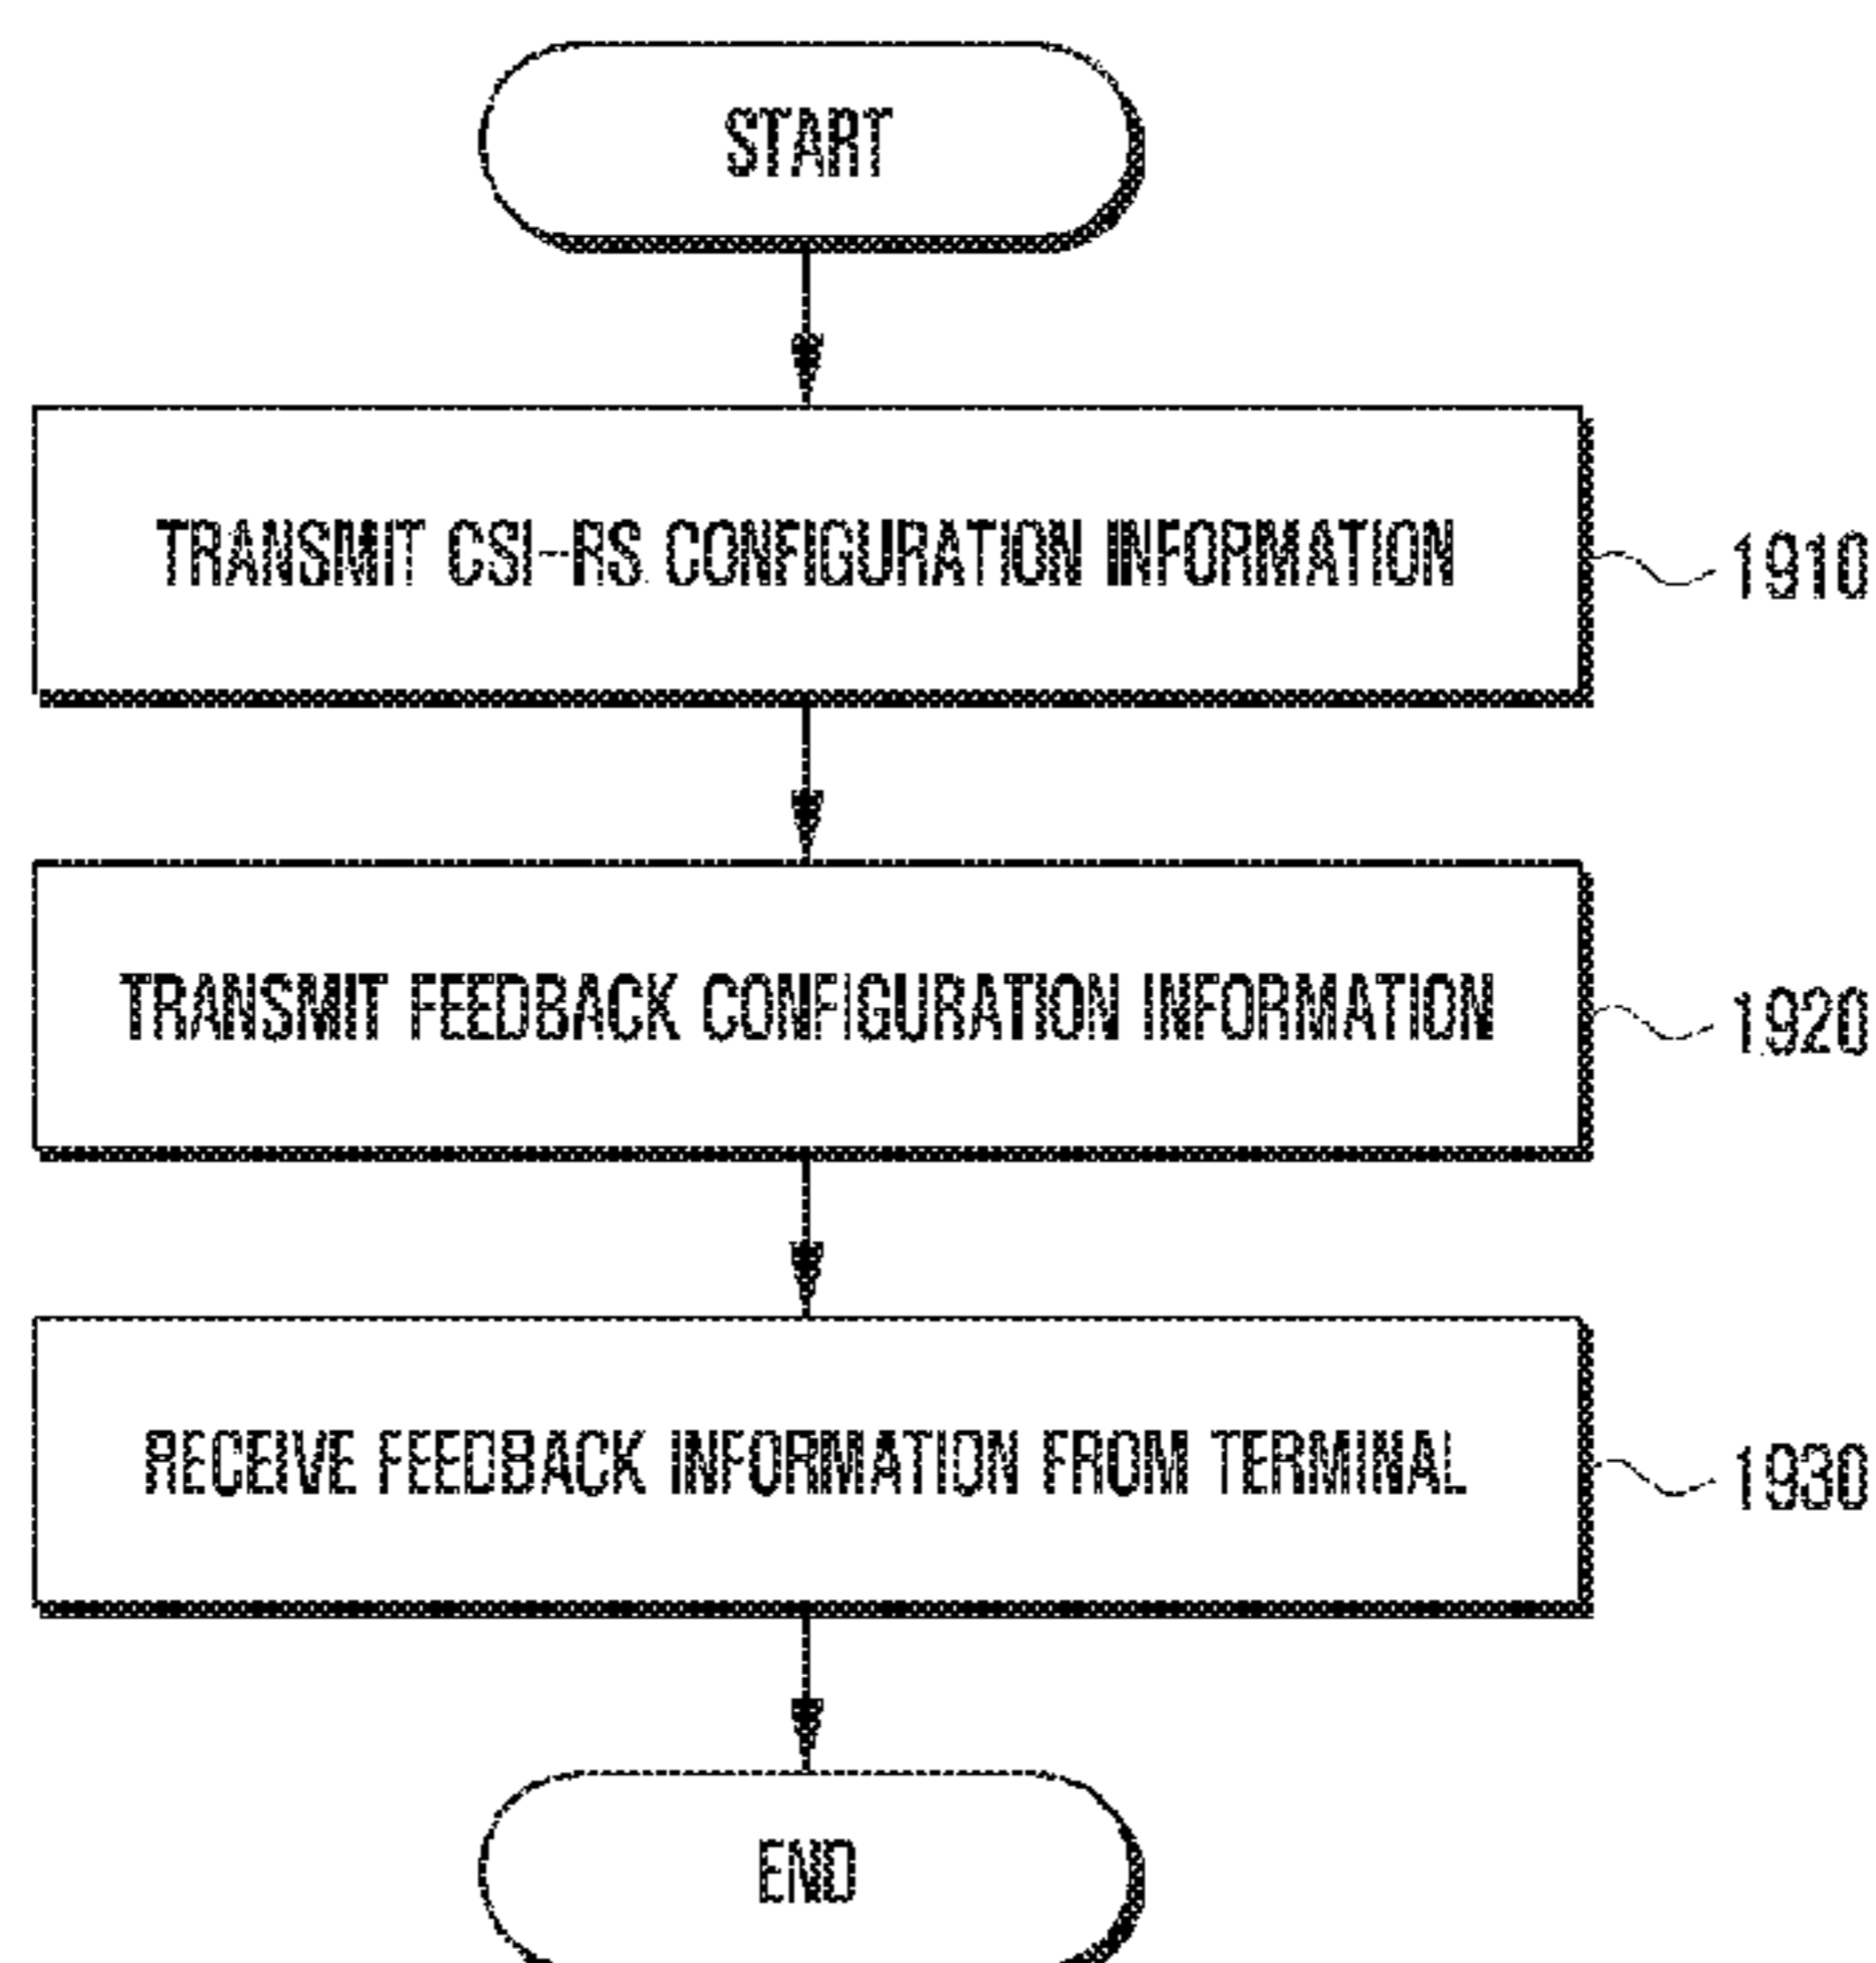 START
TRANSMIT CSI-RS CONFIGURATION INFORMATION
1910
TRANSMIT FEEDBACK CONFIGURATION INFORMATION
1920
RECEIVE FEEDBACK INFORMATION FROM TERMINAL
1930
END